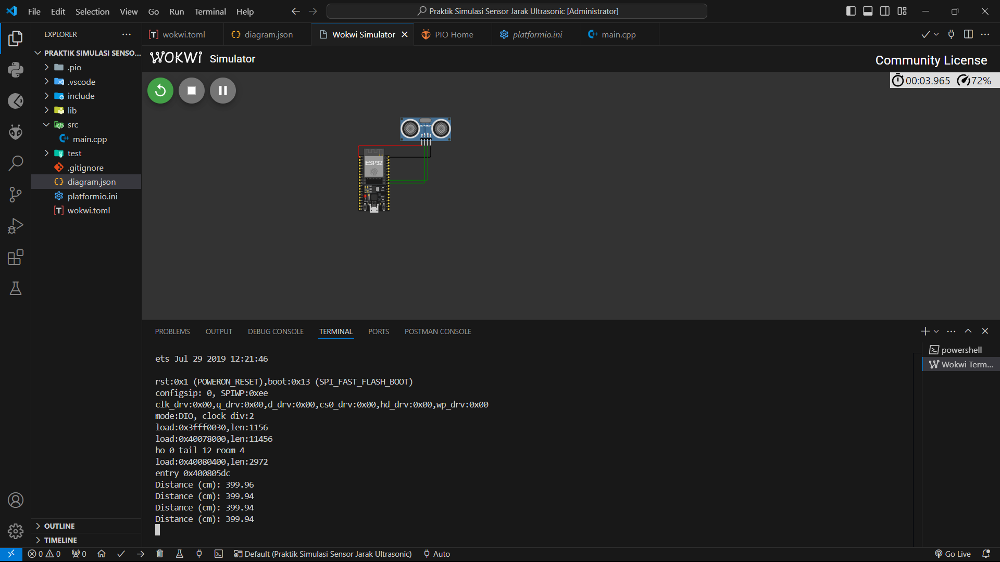 File Edit Selection View Go Run Terminal Help
Praktik Simulasi Sensor Jarak Ultrasonic [Administrator]
EXPLORER
wokwi.toml
diagram.json
Wokwi Simulator
PIO Home
platformio.ini
main.cpp
PRAKTIK SIMULASI SENSO...
.pio
.vscode
include
lib
src
main.cpp
test
.gitignore
diagram.json
platformio.ini
wokwi.toml
OUTLINE
TIMELINE
WOKWi Simulator
Community License
00:03.965 72%
ESP32
PROBLEMS OUTPUT DEBUG CONSOLE TERMINAL PORTS POSTMAN CONSOLE
powershell
Wokwi Term...
ets Jul 29 2019 12:21:46
rst:0x1 (POWERON_RESET),boot:0x13 (SPI_FAST_FLASH_BOOT)
configsip: 0, SPIWP:0xee
clk_drv:0x00,q_drv:0x00,d_drv:0x00,cs0_drv:0x00,hd_drv:0x00,wp_drv:0x00
mode:DIO, clock div:2
load:0x3fff0030,len:1156
load:0x40078000,len:11456
ho 0 tail 12 room 4
load:0x40080400,len:2972
entry 0x400805dc
Distance (cm): 399.96
Distance (cm): 399.94
Distance (cm): 399.94
Distance (cm): 399.94
0 0 0 Default (Praktik Simulasi Sensor Jarak Ultrasonic) Auto Go Live